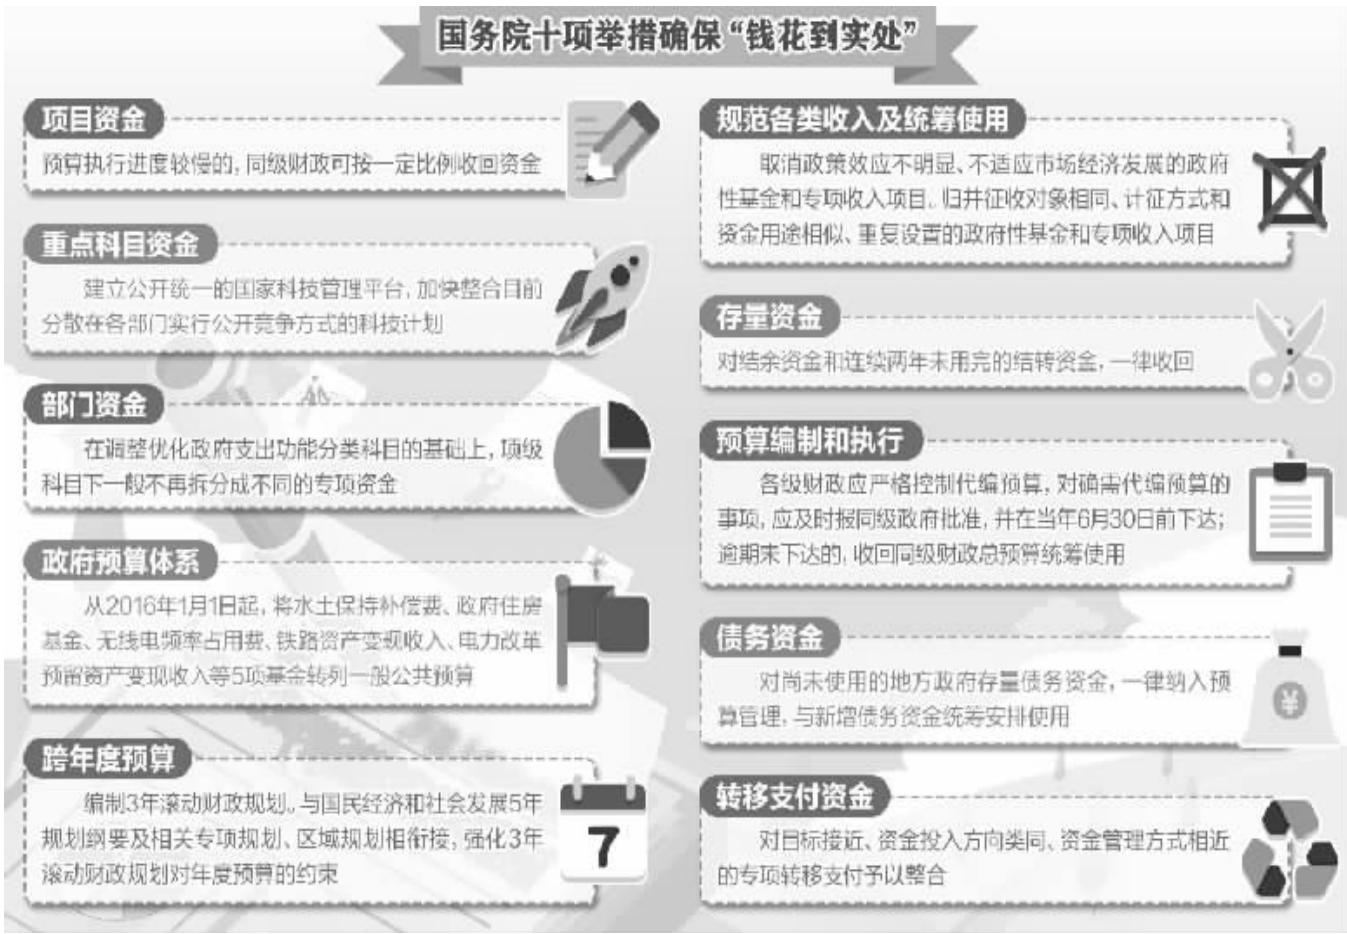 国务院十项举措确保“钱花到实处”
项目资金
预算执行进度较慢的,同级财政可按一定比例收回资金
重点科目资金
建立公开统一的国家科技管理平台,加快整合目前
分散在各部门实行公开竞争方式的科技计划
部门资金
在调整优化政府支出功能分类科目的基础上,项级
科目下一般不再拆分成不同的专项资金
政府预算体系
从2016年1月1日起,将水土保持补偿费、政府住房
基金、无线电频率占用费、铁路资产变现收入、电力改革
预留资产变现收入等5项基金转列一般公共预算
跨年度预算
编制3年滚动财政规划。与国民经济和社会发展5年
规划纲要及相关专项规划、区域规划相衔接,强化3年
滚动财政规划对年度预算的约束
7
规范各类收入及统筹使用
取消政策效应不明显、不适应市场经济发展的政府
性基金和专项收入项目。归并征收对象相同、计征方式和
资金用途相似、重复设置的政府性基金和专项收入项目
存量资金
对结余资金和连续两年未用完的结转资金,一律收回
预算编制和执行
各级财政应严格控制代编预算,对确需代编预算的
事项,应及时报同级政府批准,并在当年6月30日前下达;
逾期未下达的,收回同级财政总预算统筹使用
债务资金
对尚未使用的地方政府存量债务资金,一律纳入预
算管理,与新增债务资金统筹安排使用
¥
转移支付资金
对目标接近、资金投入方向类同、资金管理方式相近
的专项转移支付予以整合